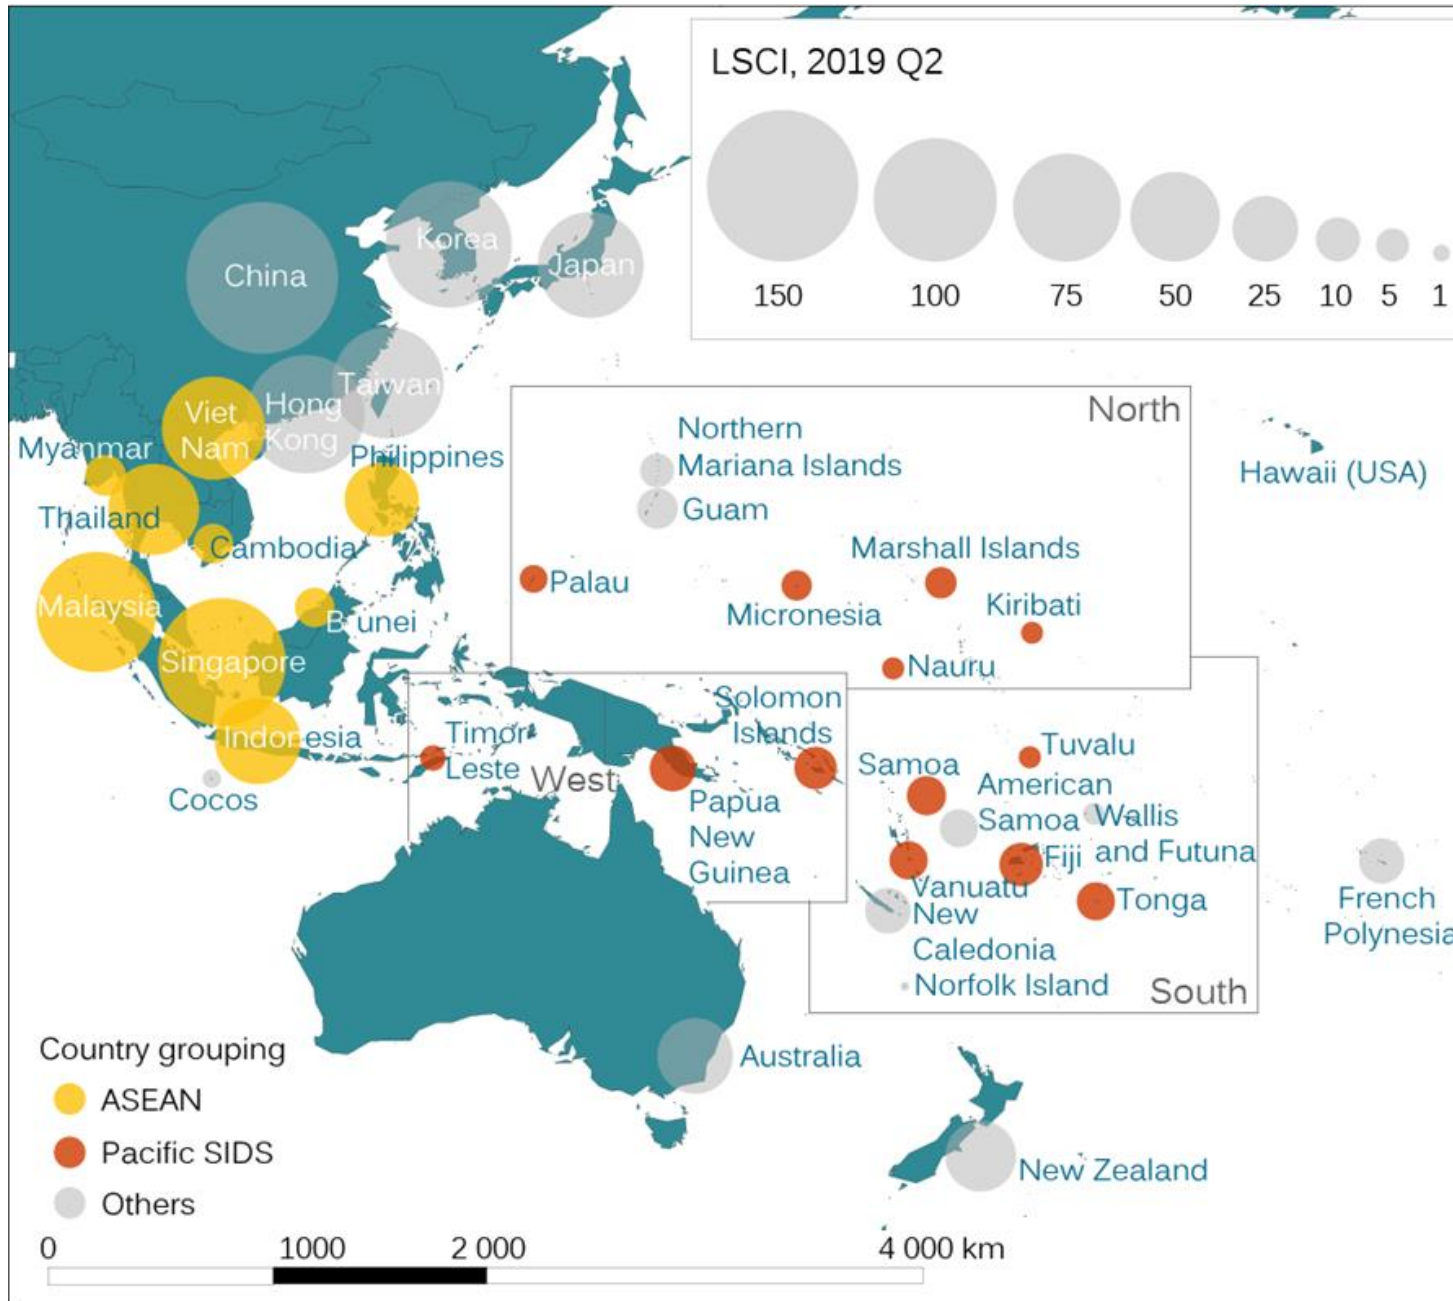 LSCI, 2019 Q2
150 100 75 50 25 10 5 1
China
Korea
Japan
Taiwan
Hong
Kong
Viet
Nam
Myanmar
Philippines
Thailand
Cambodia
Malaysia
Brunei
Singapore
Indonesia
Cocos
North
Northern
Mariana Islands
Guam
Hawaii (USA)
Palau
Micronesia
Marshall Islands
Kiribati
Nauru
Solomon
Islands
Timor
Leste
West
Papua
New
Guinea
Samoa
Tuvalu
American
Samoa
Wallis
and Futuna
Fiji
Vanuatu
Tonga
New
Caledonia
Norfolk Island
South
French
Polynesia
Australia
New Zealand
Country grouping
ASEAN
Pacific SIDS
Others
0 1000 2 000 4 000 km